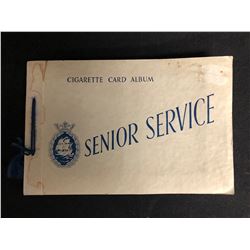 CIGARETTE CARD ALBUM
SENIOR SERVICE